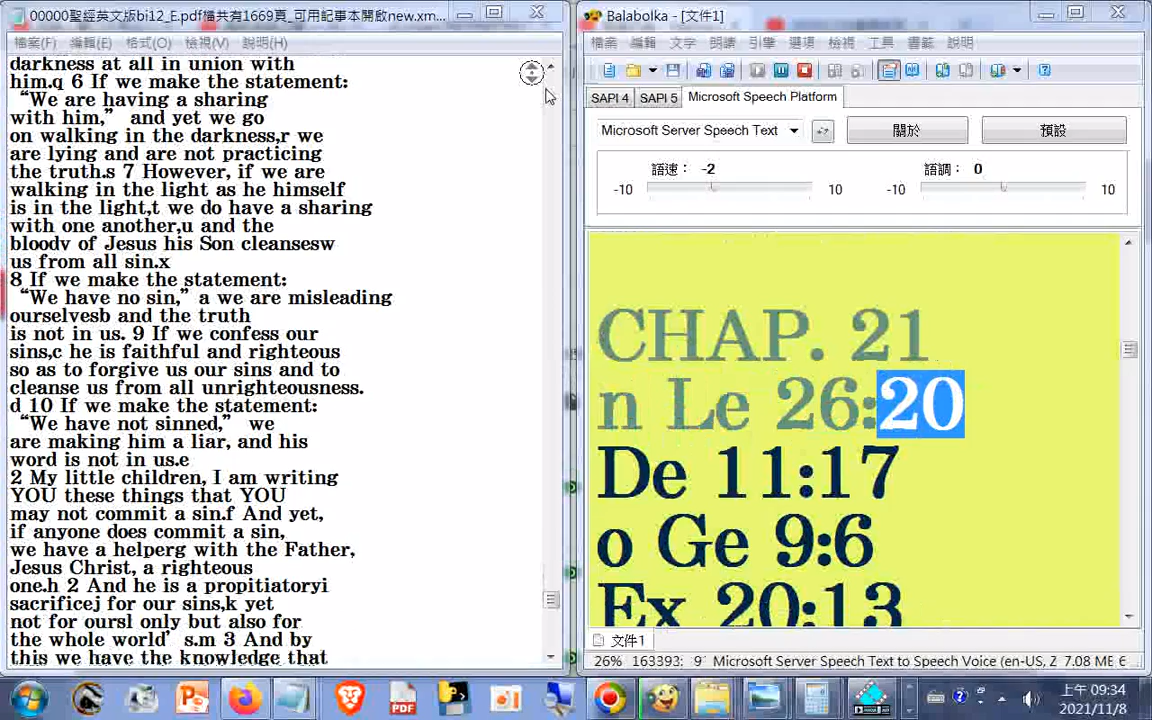 00000聖經英文版bi12_E.pdf檔共有1669頁_可用記事本開啟new.xm...
檔案(F) 編輯(E) 格式(O) 檢視(V) 說明(H)
darkness at all in union with
him.q 6 If we make the statement:
“We are having a sharing
with him,” and yet we go
on walking in the darkness,r we
are lying and are not practicing
the truth.s 7 However, if we are
walking in the light as he himself
is in the light,t we do have a sharing
with one another,u and the
bloodv of Jesus his Son cleansesw
us from all sin.x
8 If we make the statement:
“We have no sin,”a we are misleading
ourselvesb and the truth
is not in us. 9 If we confess our
sins,c he is faithful and righteous
so as to forgive us our sins and to
cleanse us from all unrighteousness.
d 10 If we make the statement:
“We have not sinned,” we
are making him a liar, and his
word is not in us.e
2 My little children, I am writing
YOU these things that YOU
may not commit a sin.f And yet,
if anyone does commit a sin,
we have a helperg with the Father,
Jesus Christ, a righteous
one.h 2 And he is a propitiatoryi
sacrificej for our sins,k yet
not for oursl only but also for
the whole world’s.m 3 And by
this we have the knowledge that
Balabolka - [文件1]
檔案 編輯 文字 朗讀 引擎 選項 檢視 工具 書籤 說明
SAPI 4 SAPI 5 Microsoft Speech Platform
Microsoft Server Speech Text 關於 預設
語速： -2 語調： 0
-10 10 -10 10
CHAP. 21
n Le 26:20
De 11:17
o Ge 9:6
Ex 20:13
文件1
26% 163393: 9 Microsoft Server Speech Text to Speech Voice (en-US, Z 7.08 MB 6
PDF
上午 09:34
2021/11/8